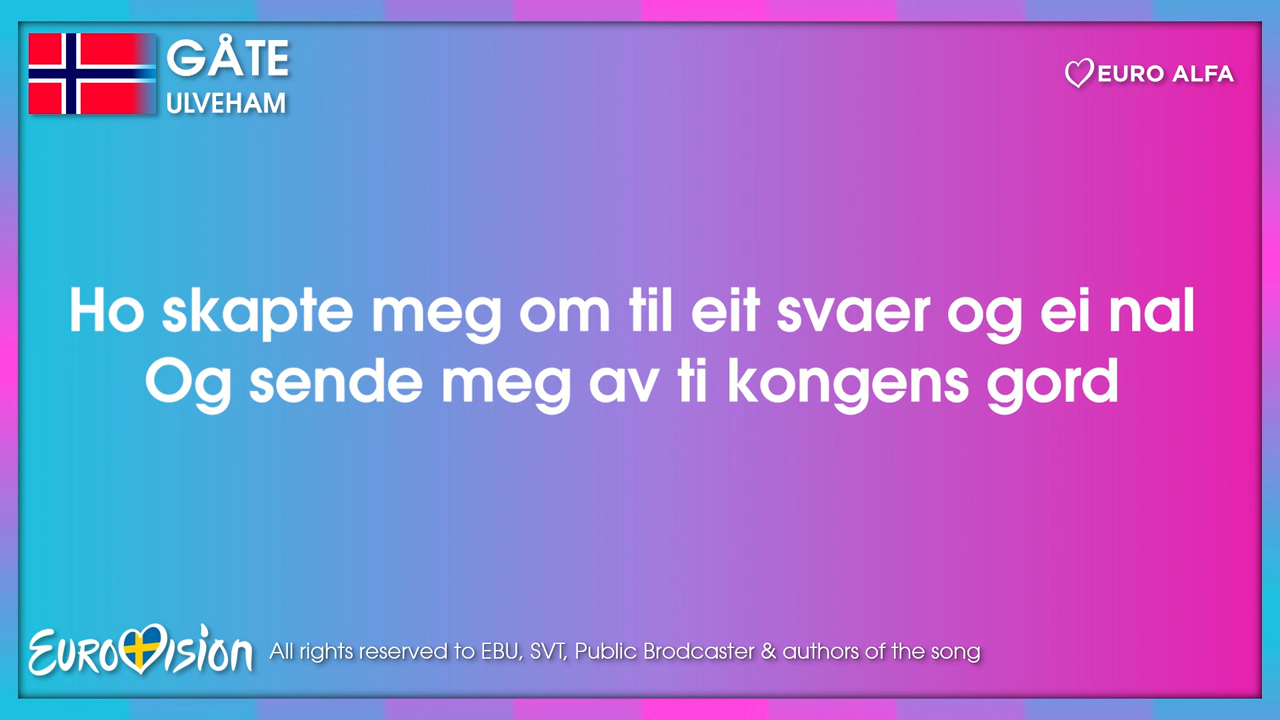 GÅTE
ULVEHAM
EURO ALFA
Ho skapte meg om til eit svaer og ei nal
Og sende meg av ti kongens gord
EUROVISION All rights reserved to EBU, SVT, Public Brodcaster & authors of the song